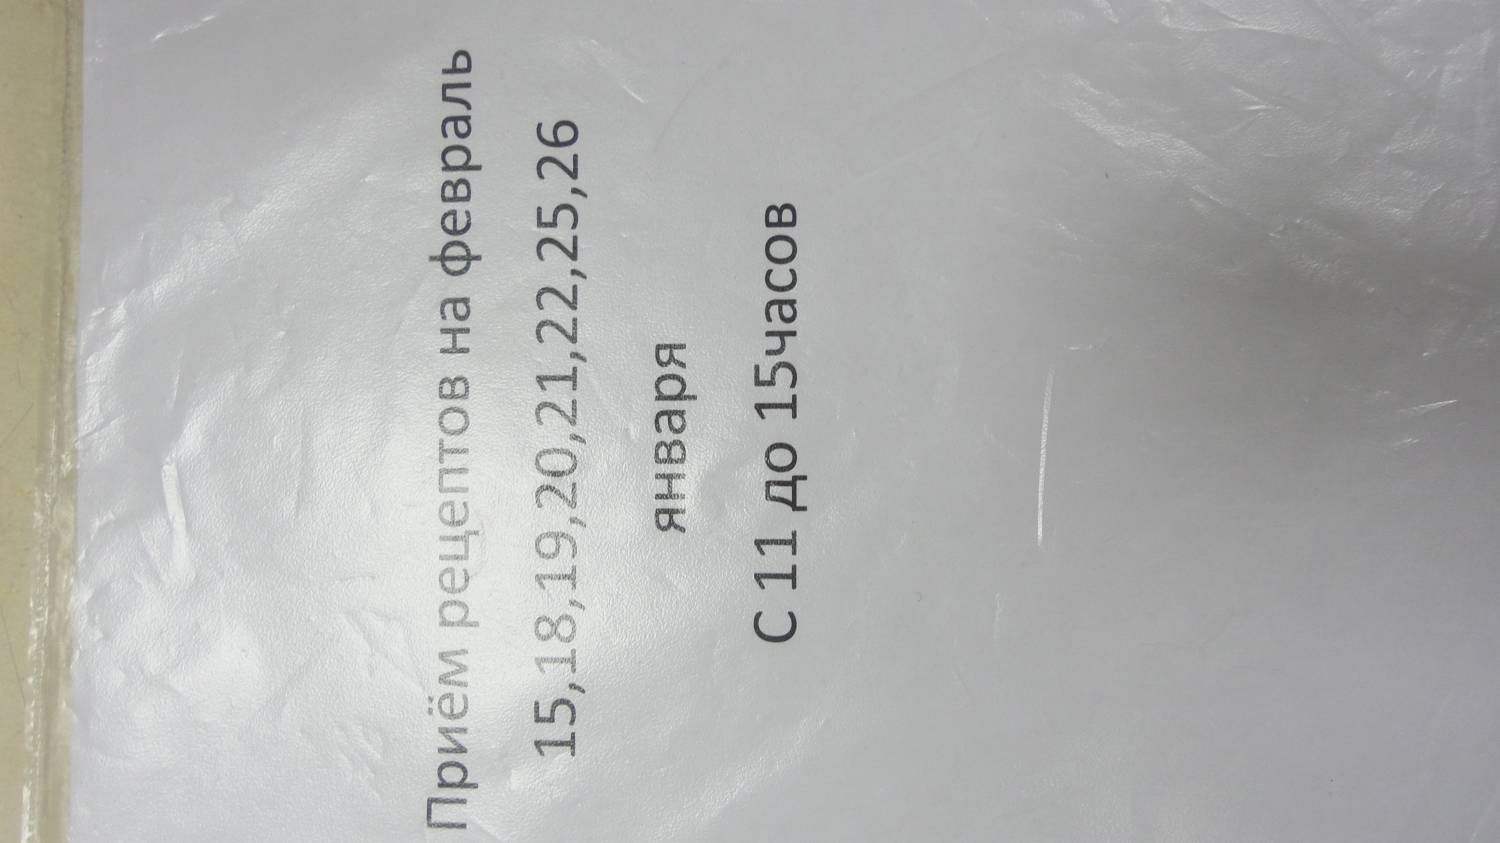 Приём рецептов на февраль
15,18,19,20,21,22,25,26
января
С 11 до 15часов